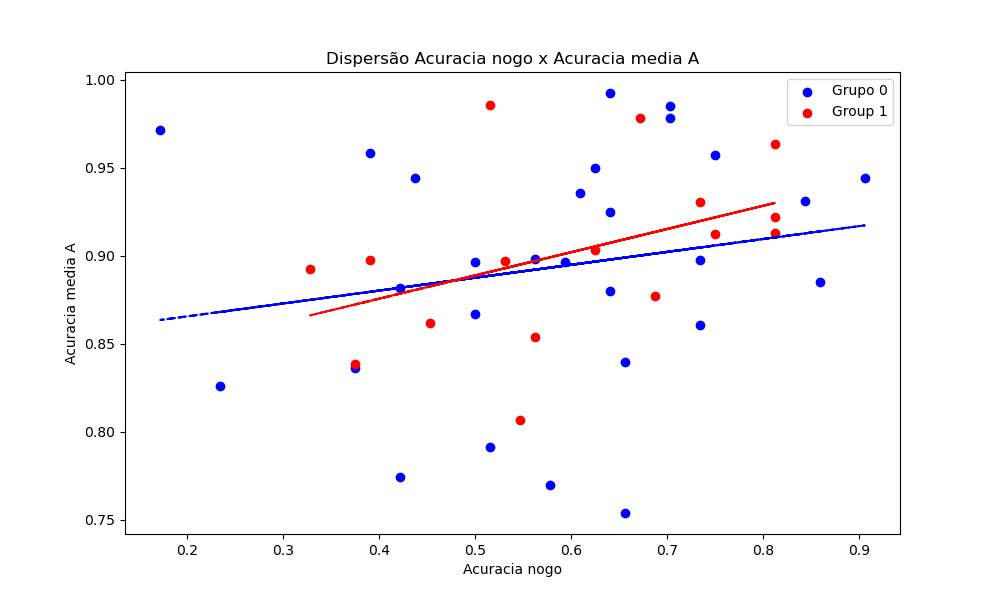 Dispersão Acuracia nogo x Acuracia media A
Grupo 0
Group 1
Acuracia media A
1.00
0.95
0.90
0.85
0.80
0.75
0.2 0.3 0.4 0.5 0.6 0.7 0.8 0.9
Acuracia nogo